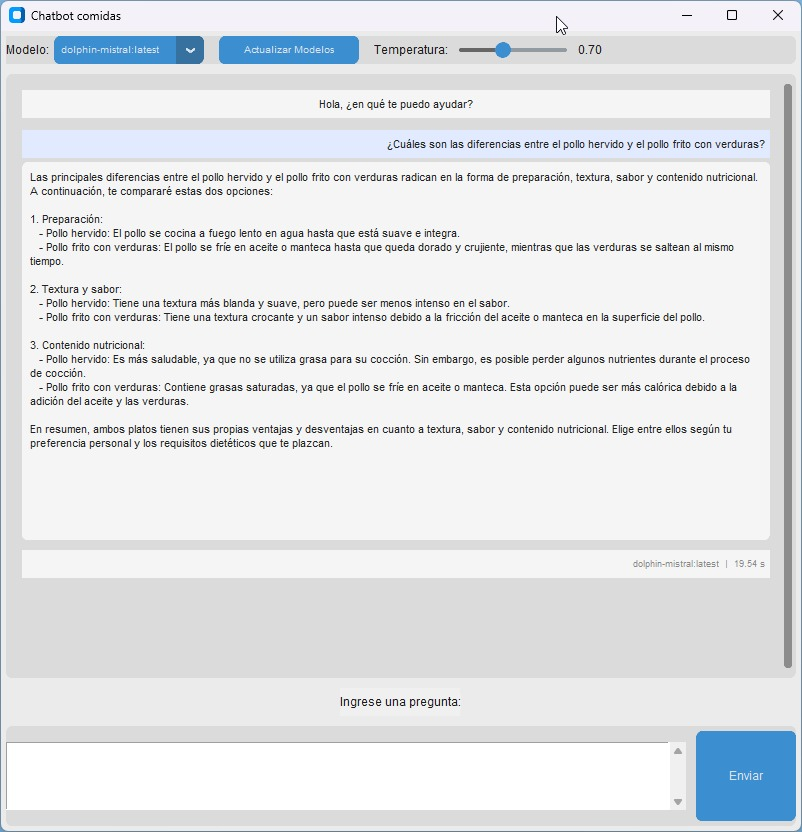 Chatbot comidas
Modelo: dolphin-mistral:latest Actualizar Modelos Temperatura: 0.70
Hola, ¿en qué te puedo ayudar?
¿Cuáles son las diferencias entre el pollo hervido y el pollo frito con verduras?
Las principales diferencias entre el pollo hervido y el pollo frito con verduras radican en la forma de preparación, textura, sabor y contenido nutricional.
A continuación, te compararé estas dos opciones:
1. Preparación:
- Pollo hervido: El pollo se cocina a fuego lento en agua hasta que está suave e integra.
- Pollo frito con verduras: El pollo se fríe en aceite o manteca hasta que queda dorado y crujiente, mientras que las verduras se saltean al mismo
tiempo.
2. Textura y sabor:
- Pollo hervido: Tiene una textura más blanda y suave, pero puede ser menos intenso en el sabor.
- Pollo frito con verduras: Tiene una textura crocante y un sabor intenso debido a la fricción del aceite o manteca en la superficie del pollo.
3. Contenido nutricional:
- Pollo hervido: Es más saludable, ya que no se utiliza grasa para su cocción. Sin embargo, es posible perder algunos nutrientes durante el proceso
de cocción.
- Pollo frito con verduras: Contiene grasas saturadas, ya que el pollo se fríe en aceite o manteca. Esta opción puede ser más calórica debido a la
adición del aceite y las verduras.
En resumen, ambos platos tienen sus propias ventajas y desventajas en cuanto a textura, sabor y contenido nutricional. Elige entre ellos según tu
preferencia personal y los requisitos dietéticos que te plazcan.
dolphin-mistral:latest | 19.54 s
Ingrese una pregunta:
Enviar